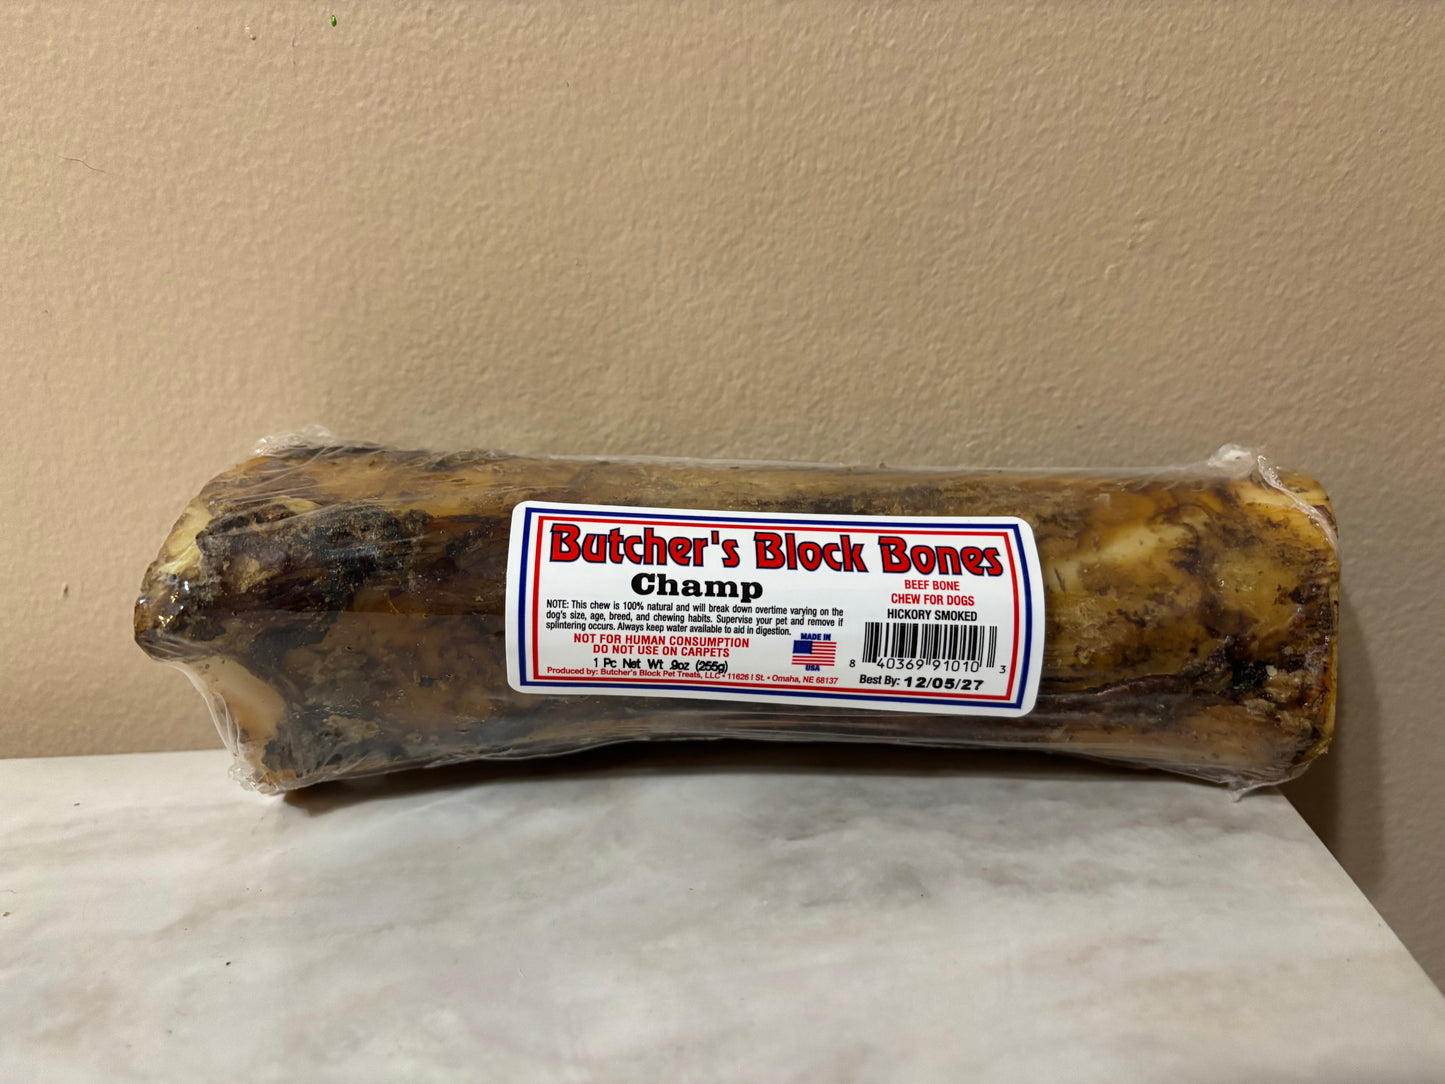 Butcher's Block Bones
Champ
NOTE: This chew is 100% natural and will break down overtime varying on the
dog's size, age, breed, and chewing habits. Supervise your pet and remove if
splintering occurs. Always keep water available to aid in digestion.
NOT FOR HUMAN CONSUMPTION
DO NOT USE ON CARPETS
1 Pc Net Wt .9oz (255g)
Produced by: Butcher's Block Pet Treats, LLC • 11626 I St. • Omaha, NE 68137
MADE IN
USA
BEEF BONE
CHEW FOR DOGS
HICKORY SMOKED
8 40369 91010 3
Best By: 12/05/27